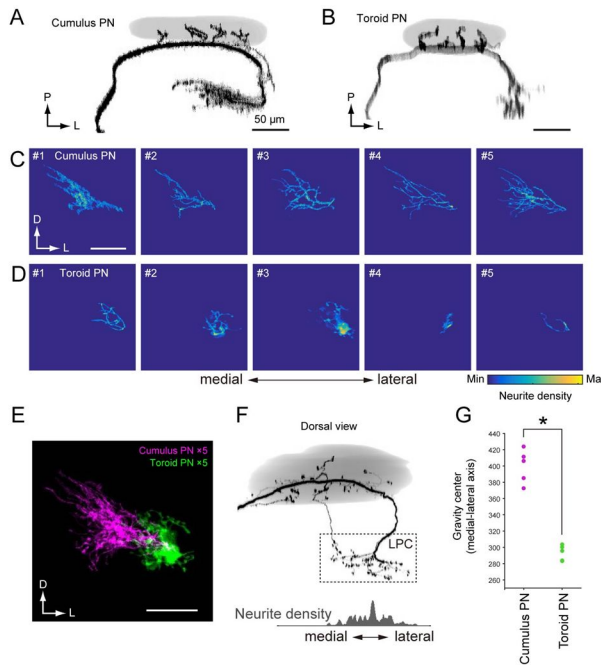 A
Cumulus PN
P
L
50 μm
B
Toroid PN
P
L
C
#1 Cumulus PN
#2
#3
#4
#5
D
L
D
#1 Toroid PN
#2
#3
#4
#5
medial
lateral
Min
Ma
Neurite density
E
Cumulus PN ×5
Toroid PN ×5
D
L
F
Dorsal view
LPC
Neurite density
medial
lateral
G
*
Gravity center
(medial-lateral axis)
440
420
400
380
360
340
320
300
280
260
Cumulus PN
Toroid PN